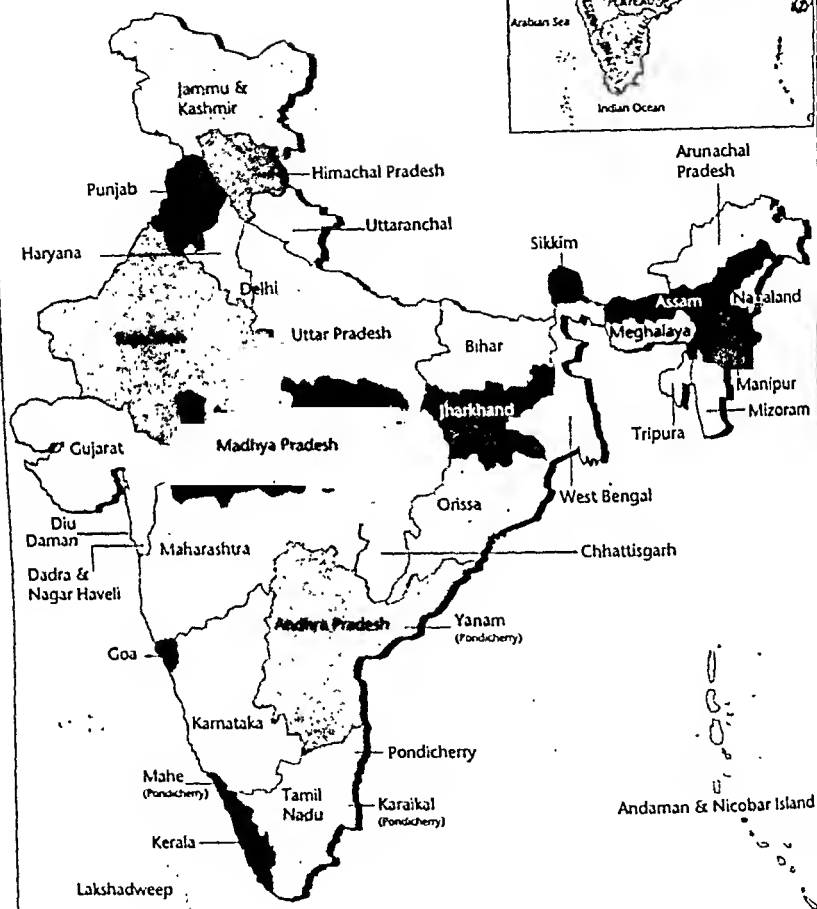 PLATEAU
Arabian Sea
Indian Ocean
Jammu &
Kashmir
Arunachal
Pradesh
Himachal Pradesh
Punjab
Uttaranchal
Sikkim
Haryana
Delhi
Assam
Nagaland
Uttar Pradesh
Meghalaya
Bihar
Manipur
Jharkhand
Mizoram
Tripura
Gujarat
Madhya Pradesh
West Bengal
Orissa
Diu
Daman
Maharashtra
Chhattisgarh
Dadra &
Nagar Haveli
Andhra Pradesh
Yanam
(Pondicherry)
Goa
Karnataka
Pondicherry
Mahe
(Pondicherry)
Tamil
Nadu
Karaikal
(Pondicherry)
Andaman & Nicobar Island
Kerala
Lakshadweep